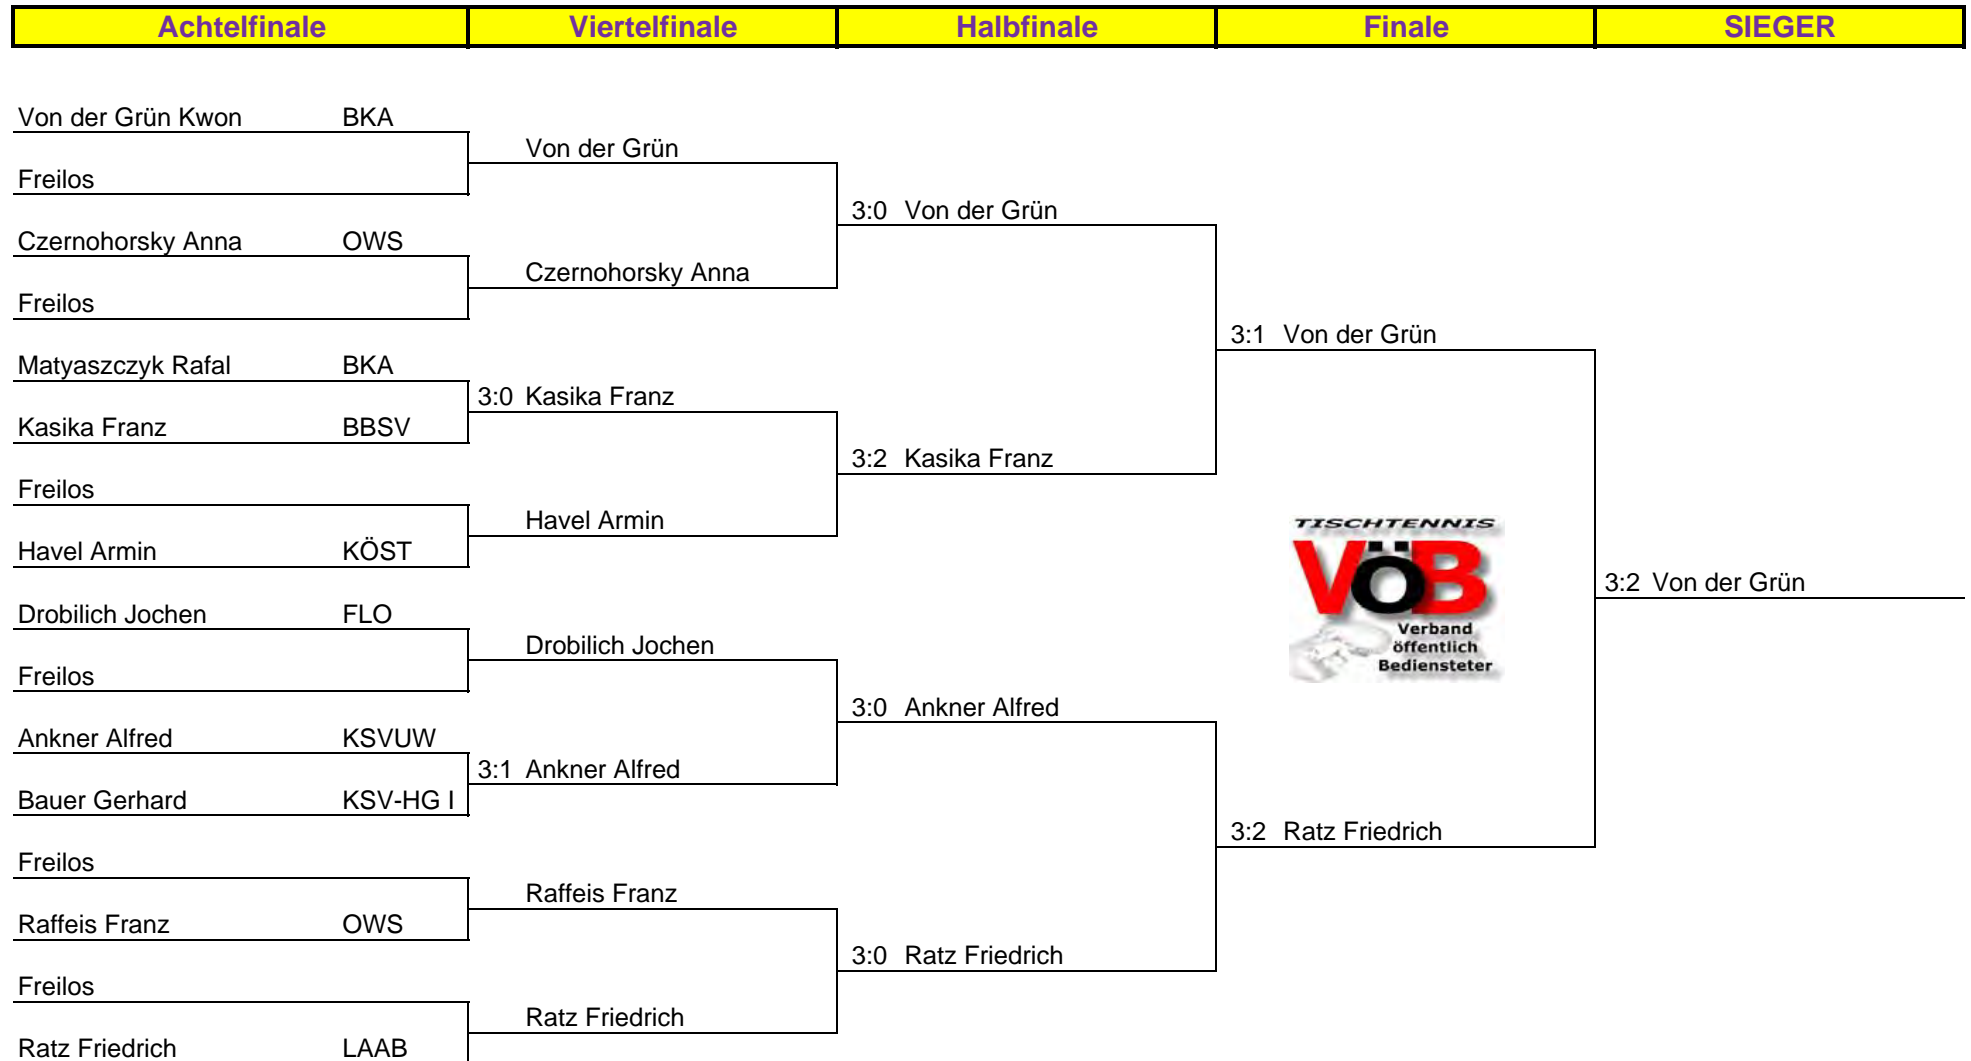 Achtelfinale Viertelfinale Halbfinale Finale SIEGER
Von der Grün Kwon BKA
Von der Grün
Freilos
3:0 Von der Grün
Czernohorsky Anna OWS
Czernohorsky Anna
Freilos
3:1 Von der Grün
Matyaszczyk Rafal BKA
3:0 Kasika Franz
Kasika Franz BBSV
3:2 Kasika Franz
Freilos
Havel Armin
TISCHTENNIS
Havel Armin KÖST
VÖB
3:2 Von der Grün
Drobilich Jochen FLO
Verband
Drobilich Jochen
öffentlich
Bediensteter
Freilos
3:0 Ankner Alfred
Ankner Alfred KSVUW
3:1 Ankner Alfred
Bauer Gerhard KSV-HG I
3:2 Ratz Friedrich
Freilos
Raffeis Franz
Raffeis Franz OWS
3:0 Ratz Friedrich
Freilos
Ratz Friedrich
Ratz Friedrich LAAB